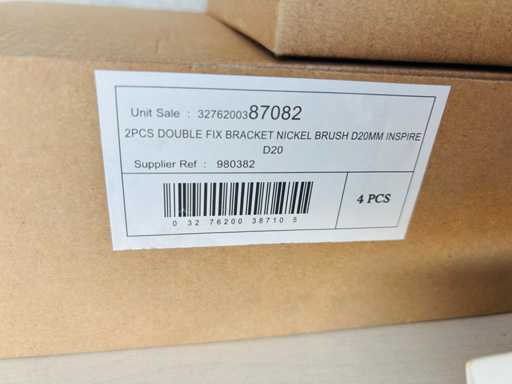 Unit Sale : 3276200387082
2PCS DOUBLE FIX BRACKET NICKEL BRUSH D20MM INSPIRE
D20
Supplier Ref : 980382
0 32 76200 38710 5
4 PCS